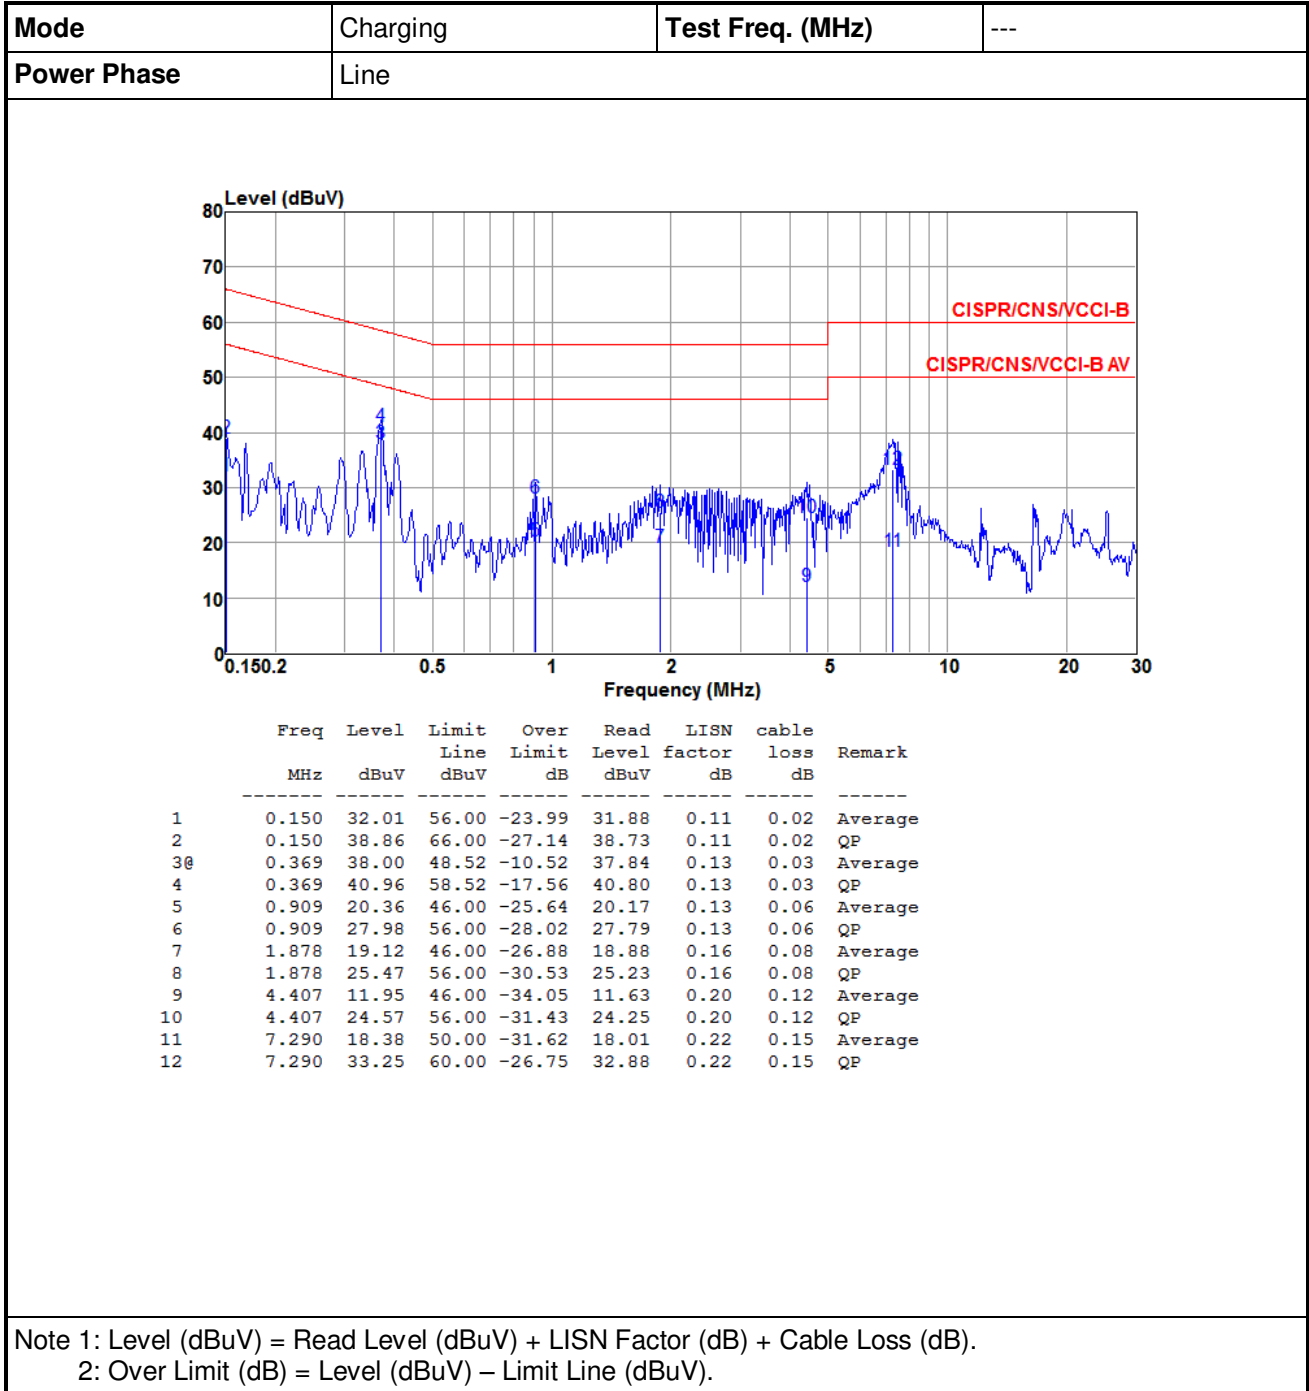 Mode Charging Test Freq. (MHz) ---
Power Phase Line
Level (dBuV)
80
70
60
50
40
30
20
10
0
CISPR/CNS/VCCI-B
CISPR/CNS/VCCI-B AV
4
3
6
7
9
11
0.150.2 0.5 1 2 5 10 20 30
Frequency (MHz)
Freq Level Limit Over Read LISN cable
Line Limit Level factor loss Remark
MHz dBuV dBuV dB dBuV dB dB
------- ------ ------ ------ ------ ------ ------ ------
1 0.150 32.01 56.00 -23.99 31.88 0.11 0.02 Average
2 0.150 38.86 66.00 -27.14 38.73 0.11 0.02 QP
3@ 0.369 38.00 48.52 -10.52 37.84 0.13 0.03 Average
4 0.369 40.96 58.52 -17.56 40.80 0.13 0.03 QP
5 0.909 20.36 46.00 -25.64 20.17 0.13 0.06 Average
6 0.909 27.98 56.00 -28.02 27.79 0.13 0.06 QP
7 1.878 19.12 46.00 -26.88 18.88 0.16 0.08 Average
8 1.878 25.47 56.00 -30.53 25.23 0.16 0.08 QP
9 4.407 11.95 46.00 -34.05 11.63 0.20 0.12 Average
10 4.407 24.57 56.00 -31.43 24.25 0.20 0.12 QP
11 7.290 18.38 50.00 -31.62 18.01 0.22 0.15 Average
12 7.290 33.25 60.00 -26.75 32.88 0.22 0.15 QP
Note 1: Level (dBuV) = Read Level (dBuV) + LISN Factor (dB) + Cable Loss (dB).
2: Over Limit (dB) = Level (dBuV) – Limit Line (dBuV).